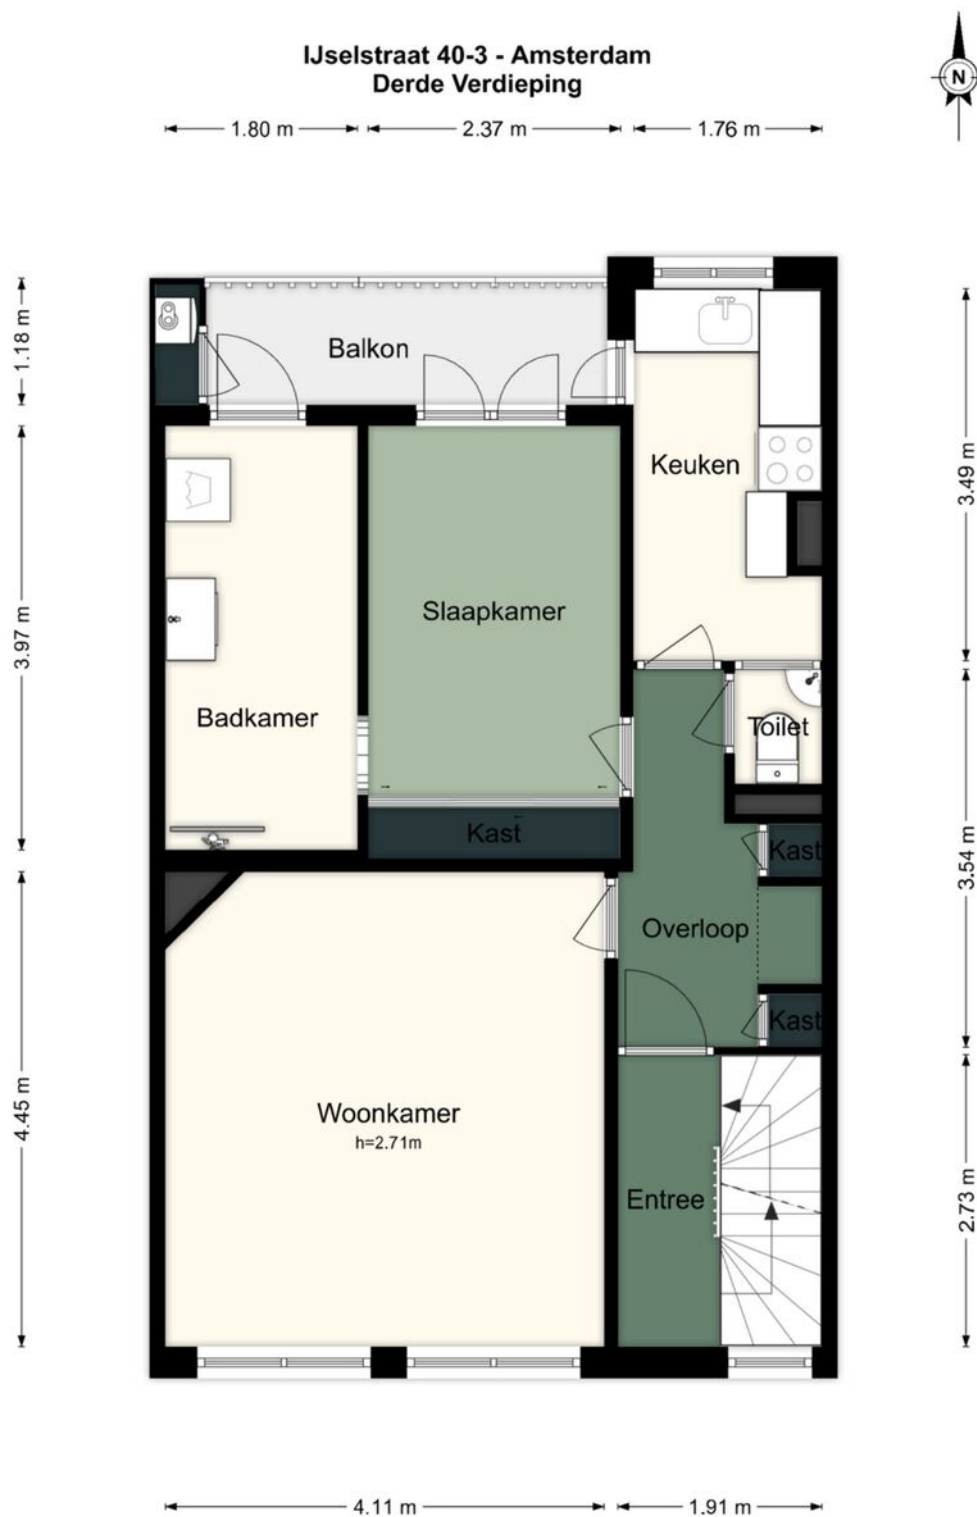 IJselstraat 40-3 - Amsterdam
Derde Verdieping
N
1.80 m
2.37 m
1.76 m
1.18 m
Balkon
3.49 m
Keuken
3.97 m
Slaapkamer
Badkamer
Toilet
Kast
Kast
3.54 m
Overloop
Kast
4.45 m
Woonkamer
h=2.71m
Entree
2.73 m
4.11 m
1.91 m